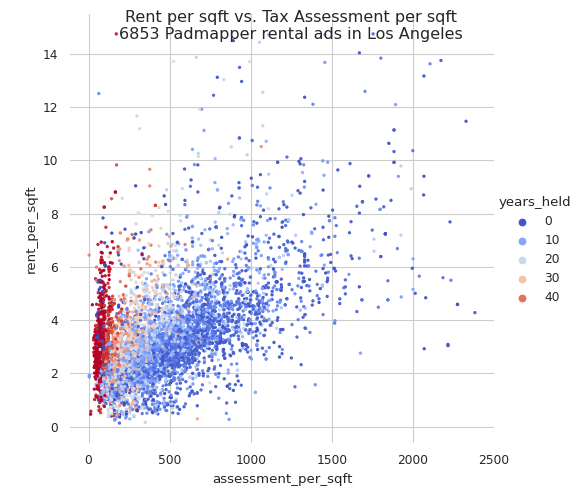 Rent per sqft vs. Tax Assessment per sqft
6853 Padmapper rental ads in Los Angeles
14
12
10
8
6
4
2
0
rent_per_sqft
0 500 1000 1500 2000 2500
assessment_per_sqft
years_held
0
10
20
30
40